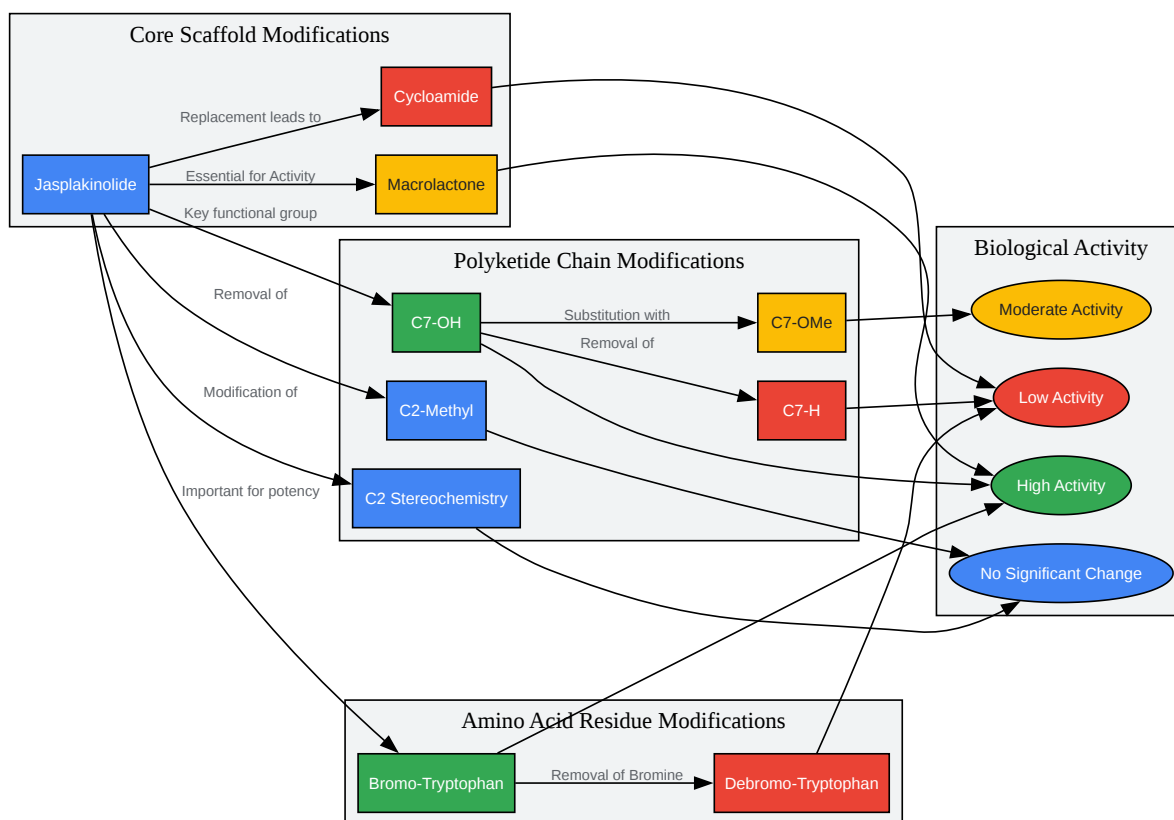 Core Scaffold Modifications
Cycloamide
Replacement leads to
Jasplakinolide
Essential for Activity
Macrolactone
Key functional group
Polyketide Chain Modifications
Removal of
C7-OH
Substitution with
C7-OMe
Removal of
Modification of
C2-Methyl
C7-H
Important for potency
C2 Stereochemistry
Biological Activity
Moderate Activity
Low Activity
High Activity
No Significant Change
Amino Acid Residue Modifications
Bromo-Tryptophan
Removal of Bromine
Debromo-Tryptophan